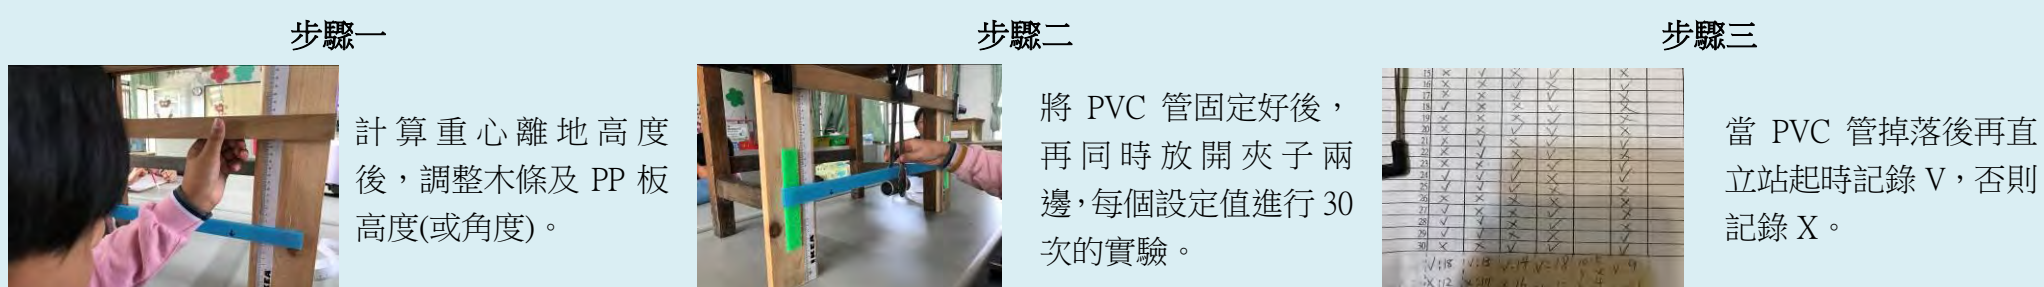 步驟一
計算重心離地高度
後，調整木條及 PP 板
高度(或角度)。
步驟二
將 PVC 管固定好後，
再同時放開夾子兩
邊，每個設定值進行 30
次的實驗。
步驟三
當 PVC 管掉落後再直
立站起時記錄 V，否則
記錄 X。
IKEA